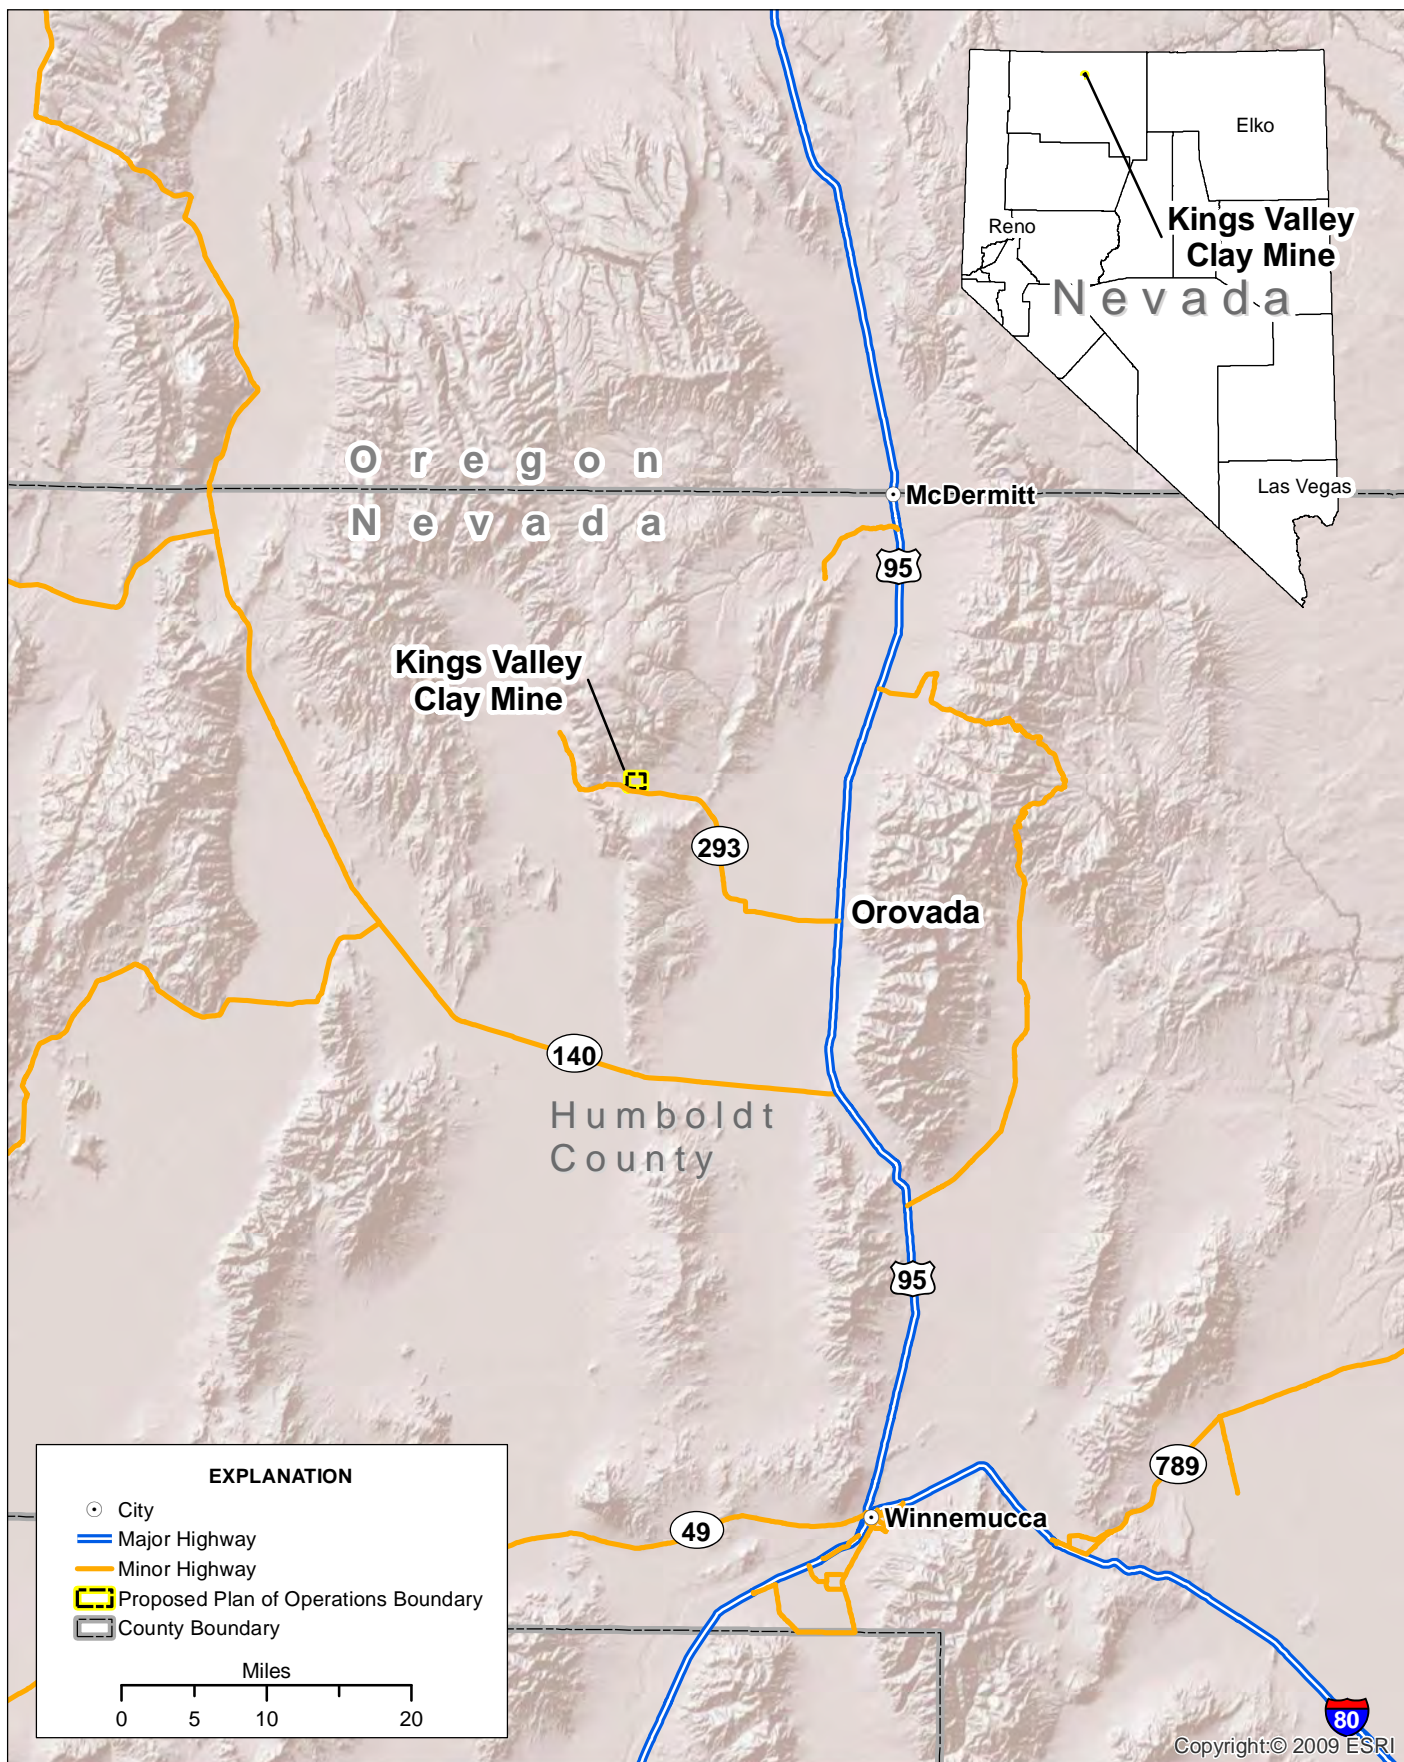 Elko
Kings Valley
Clay Mine
Reno
Nevada
Las Vegas
Oregon
Nevada
McDermitt
95
Kings Valley
Clay Mine
293
Orovada
140
Humboldt
County
95
789
49
Winnemucca
EXPLANATION
City
Major Highway
Minor Highway
Proposed Plan of Operations Boundary
County Boundary
Miles
0 5 10 20
80
Copyright:© 2009 ESRI